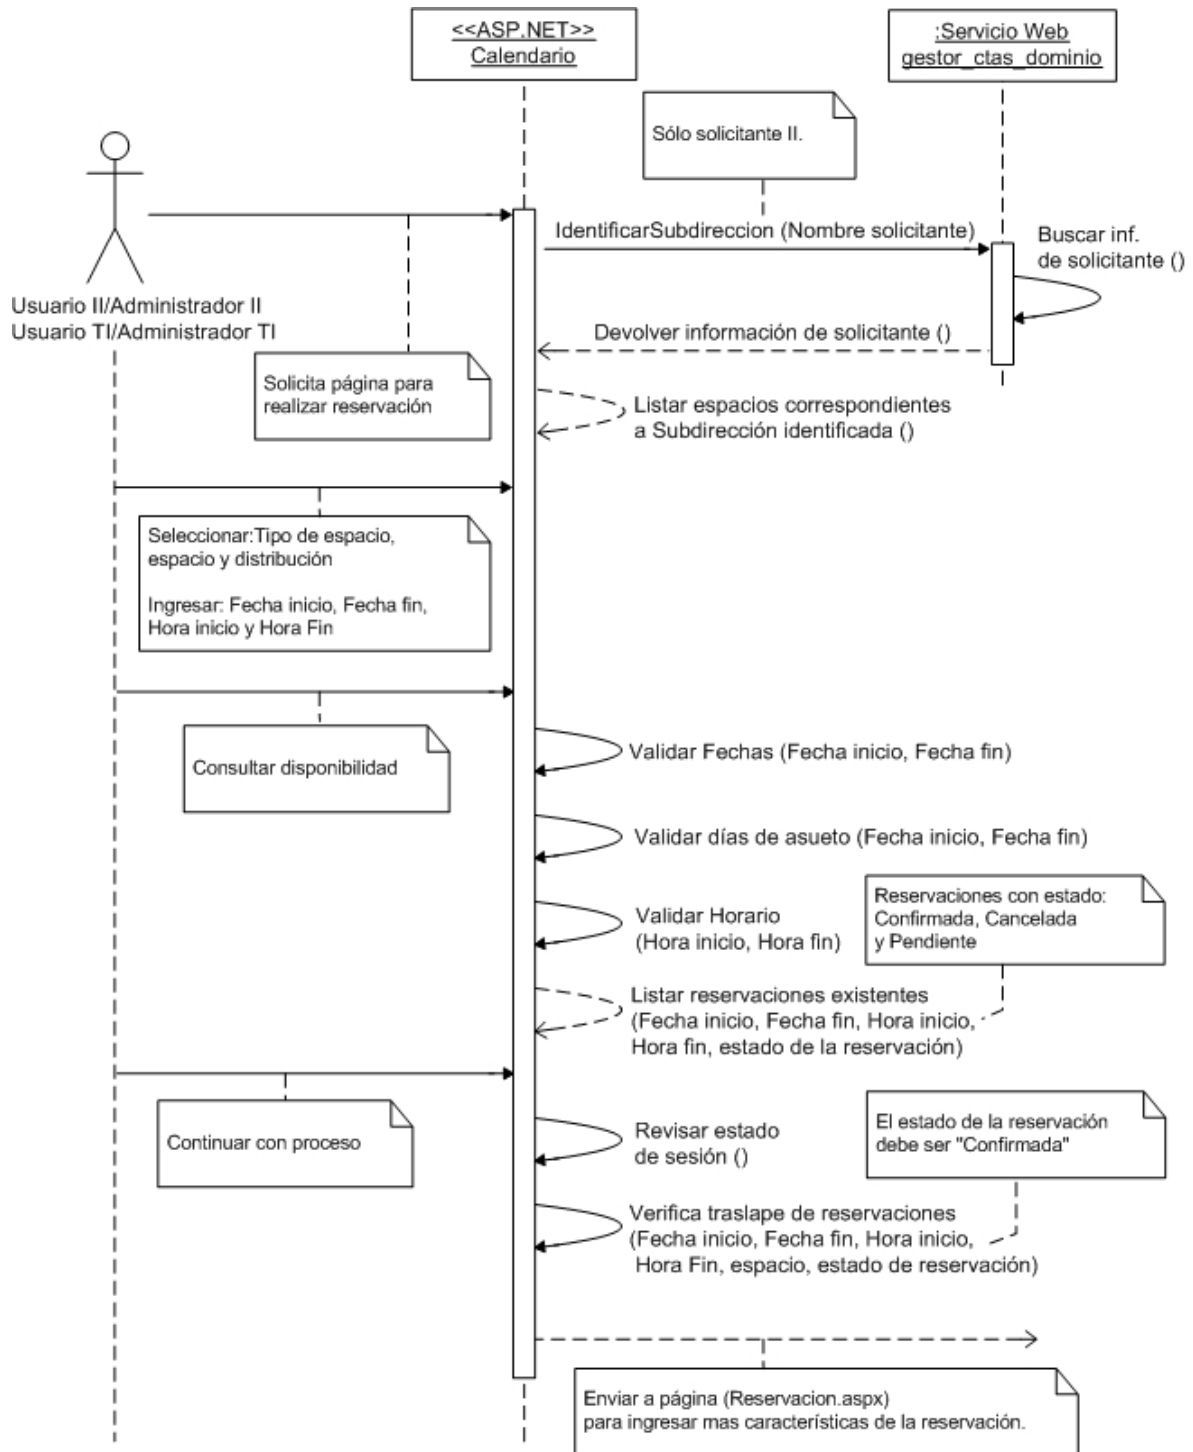 <<ASP.NET>>
Calendario
:Servicio Web
gestor_ctas_dominio
Sólo solicitante II.
IdentificarSubdireccion (Nombre solicitante)
Buscar inf.
de solicitante ()
Usuario II/Administrador II
Usuario TI/Administrador TI
Devolver información de solicitante ()
Solicita página para
realizar reservación
Listar espacios correspondientes
a Subdirección identificada ()
Seleccionar:Tipo de espacio,
espacio y distribución
Ingresar: Fecha inicio, Fecha fin,
Hora inicio y Hora Fin
Consultar disponibilidad
Validar Fechas (Fecha inicio, Fecha fin)
Validar días de asueto (Fecha inicio, Fecha fin)
Validar Horario
(Hora inicio, Hora fin)
Reservaciones con estado:
Confirmada, Cancelada
y Pendiente
Listar reservaciones existentes
(Fecha inicio, Fecha fin, Hora inicio,
Hora fin, estado de la reservación)
Continuar con proceso
Revisar estado
de sesión ()
El estado de la reservación
debe ser "Confirmada"
Verifica traslape de reservaciones
(Fecha inicio, Fecha fin, Hora inicio,
Hora Fin, espacio, estado de reservación)
Enviar a página (Reservacion.aspx)
para ingresar mas características de la reservación.